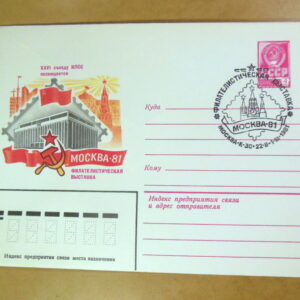 XXVI съезду КПСС
посвящается
МОСКВА·81
ФИЛАТЕЛИСТИЧЕСКАЯ
ВЫСТАВКА
СССР
ФИЛАТЕЛИСТИЧЕСКАЯ ВЫСТАВКА
МОСКВА-81
Куда
Кому
Индекс предприятия связи
и адрес отправителя
Индекс предприятия связи места назначения